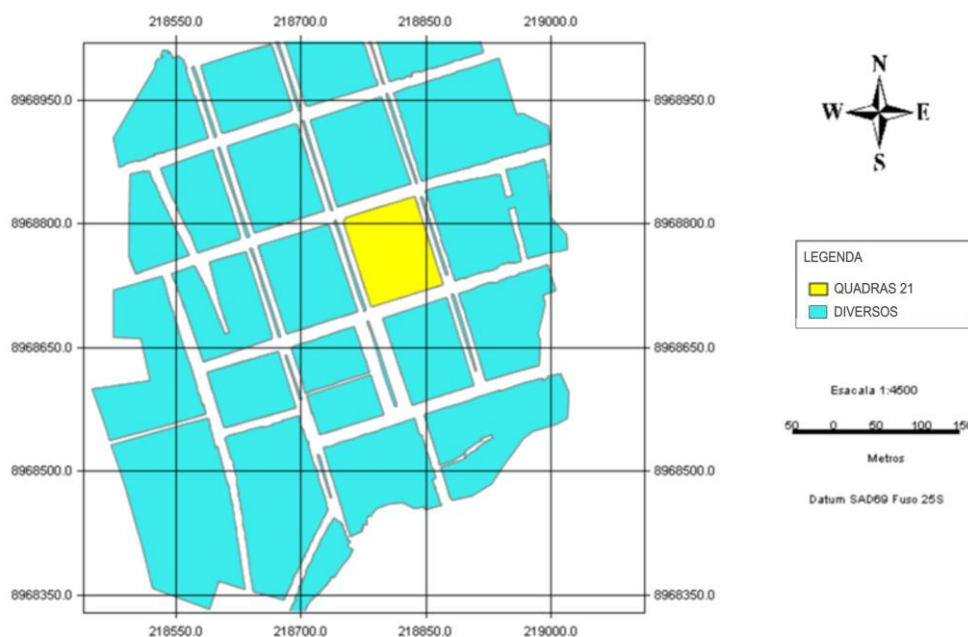 218550.0 218700.0 218850.0 219000.0
8968950.0 8968950.0
8968800.0 8968800.0
8968650.0 8968650.0
8968500.0 8968500.0
8968350.0 8968350.0
218550.0 218700.0 218850.0 219000.0
N
W E
S
LEGENDA
QUADRAS 21
DIVERSOS
Esacala 1:4500
50 0 50 100 150
Metros
Datum SAD69 Fuso 25S